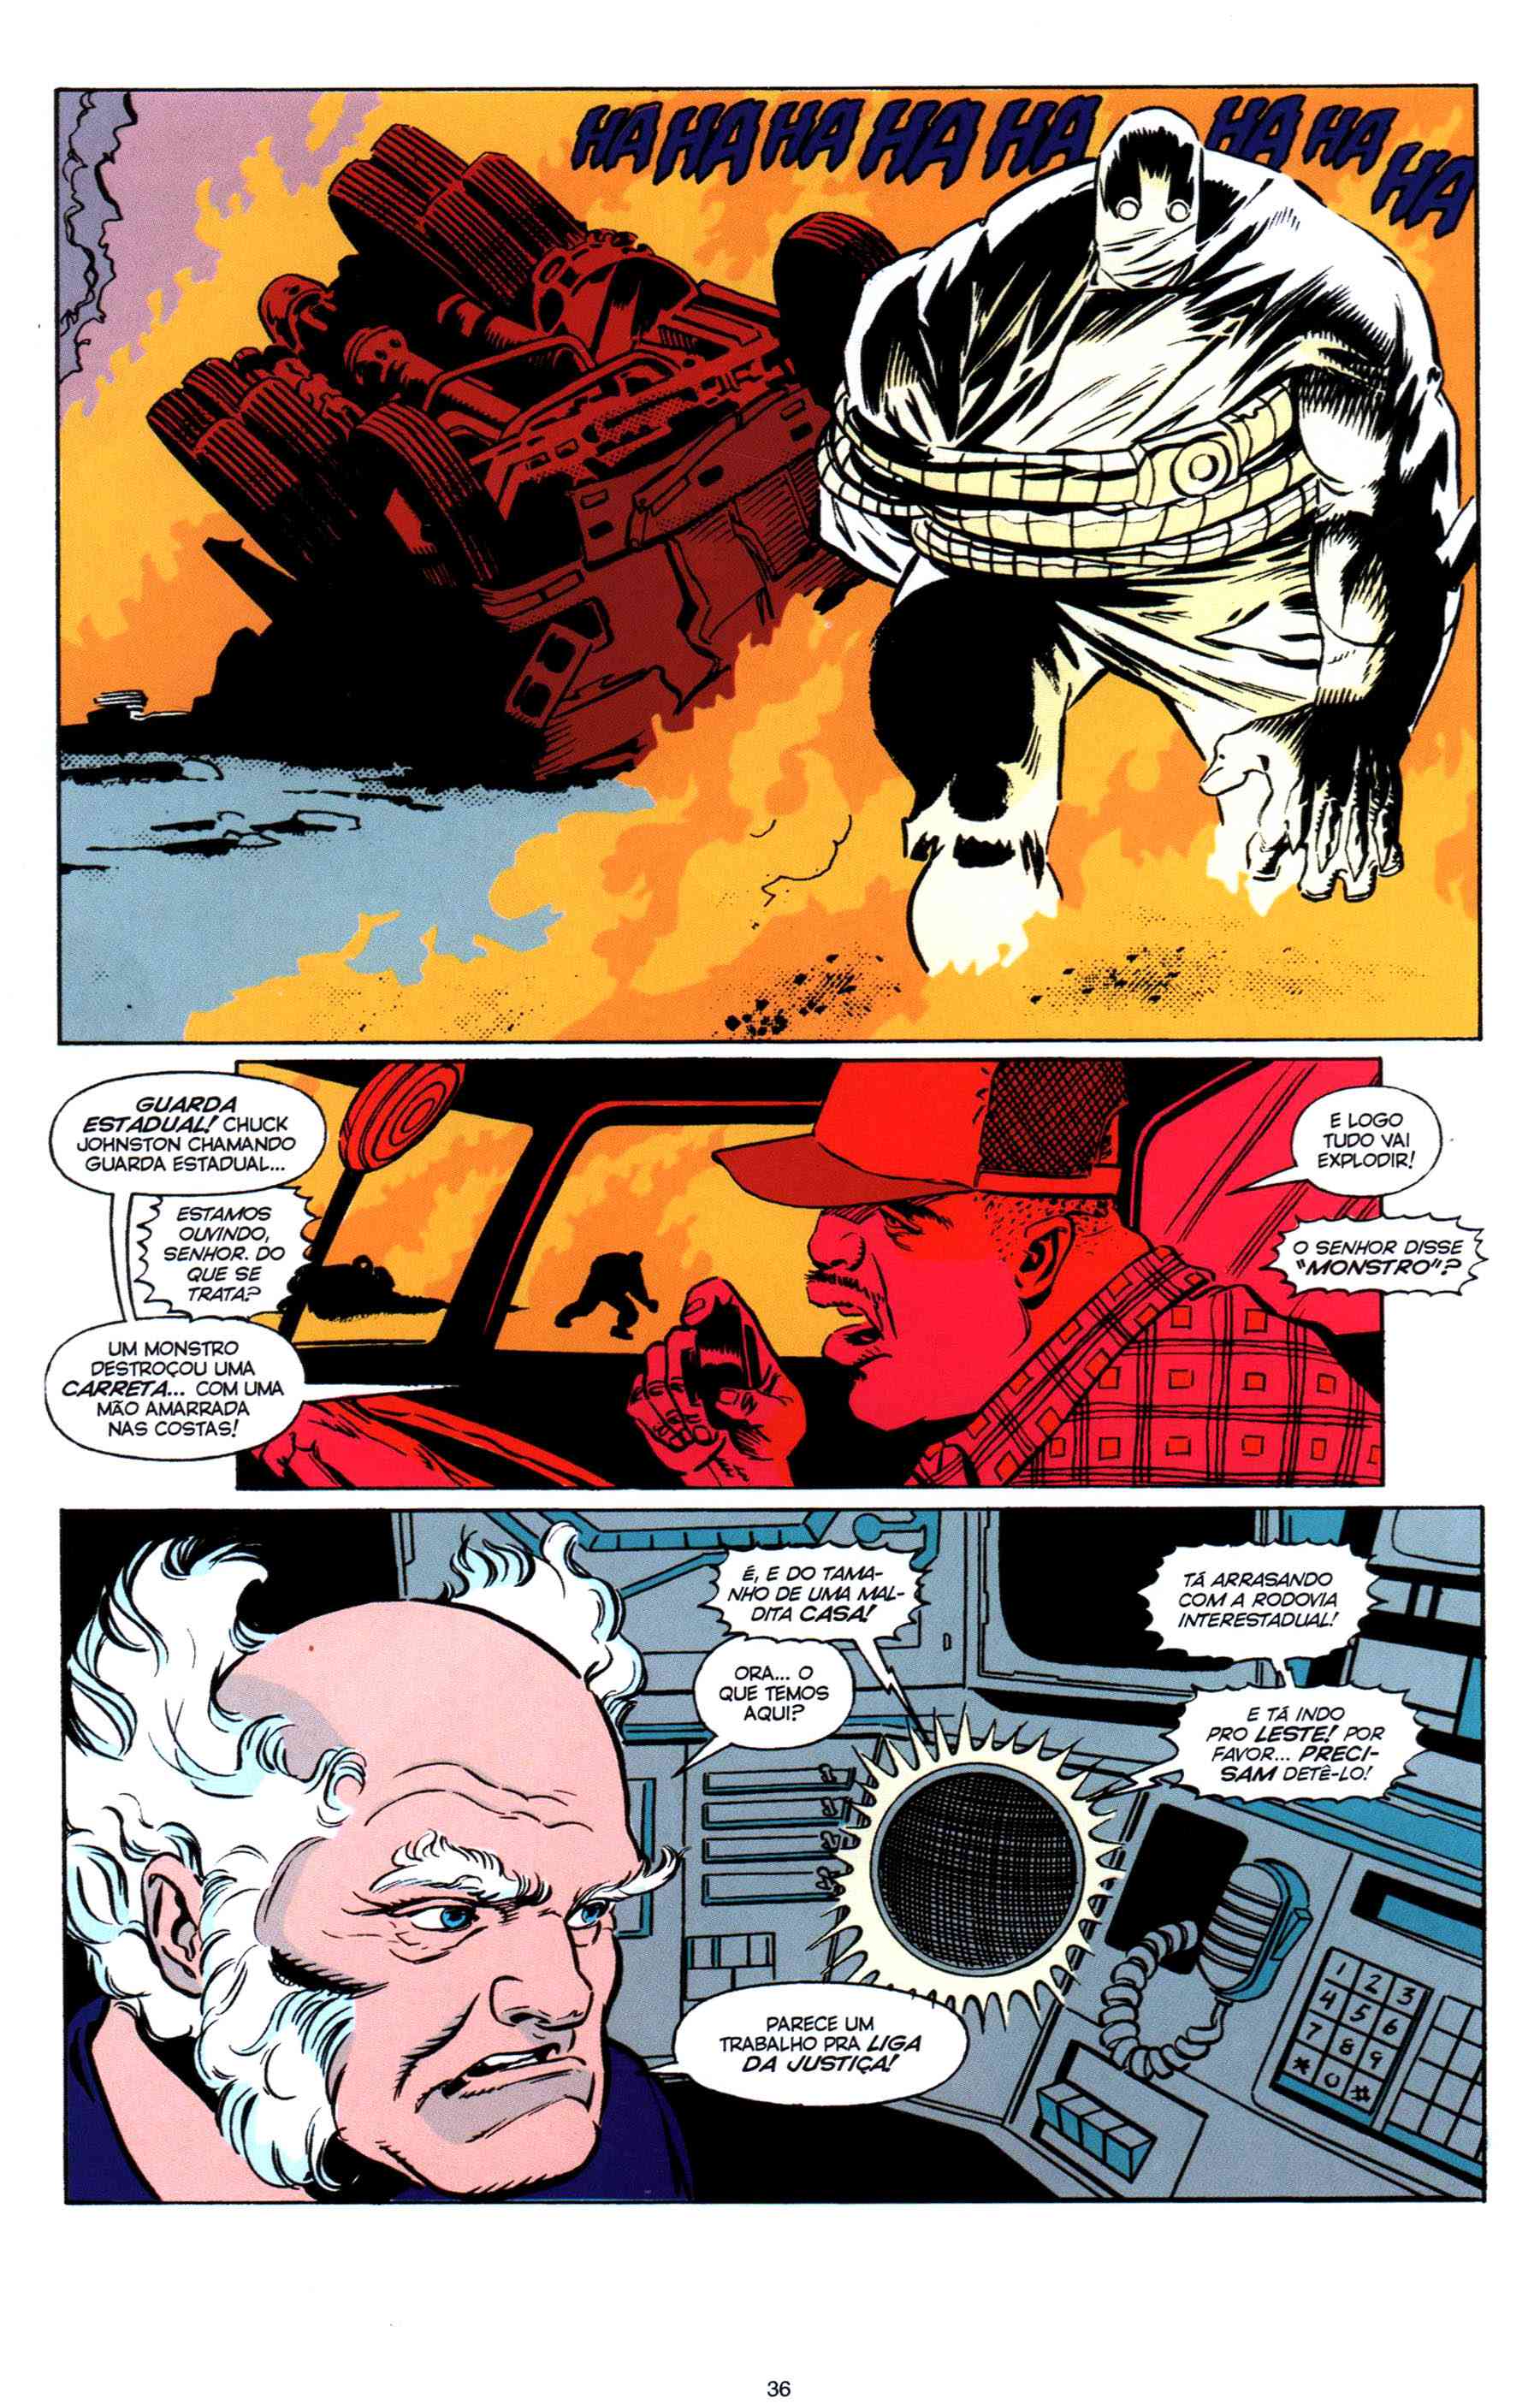 HA HA HA HA HA HA HA HA
GUARDA
ESTADUAL! CHUCK
JOHNSTON CHAMANDO
GUARDA ESTADUAL...
ESTAMOS
OUVINDO,
SENHOR. DO
QUE SE
TRATA?
UM MONSTRO
DESTROÇOU UMA
CARRETA... COM UMA
MÃO AMARRADA
NAS COSTAS!
E LOGO
TUDO VAI
EXPLODIR!
O SENHOR DISSE
"MONSTRO"?
É, E DO TAMA-
NHO DE UMA MAL-
DITA CASA!
ORA... O
QUE TEMOS
AQUI?
TÁ ARRASANDO
COM A RODOVIA
INTERESTADUAL!
E TÁ INDO
PRO LESTE! POR
FAVOR... PRECI-
SAM DETÊ-LO!
PARECE UM
TRABALHO PRA LIGA
DA JUSTIÇA!
1 2 3
4 5 6
7 8 9
* 0 #
36